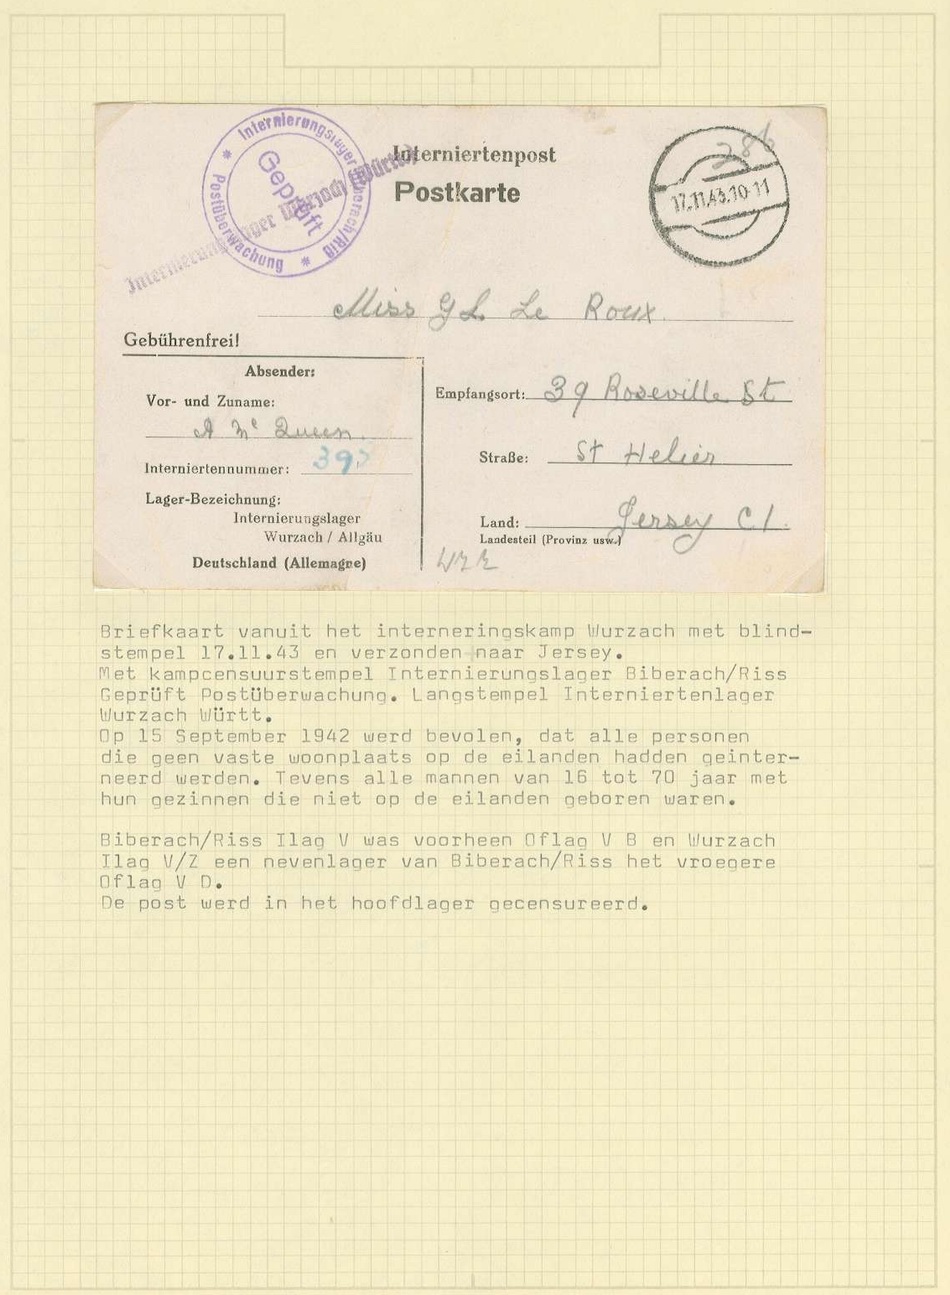 Internierungslager Biberach/Riß
Geprüft
Postüberwachung
Interniertenpost
Postkarte
17.11.43.10-11
286
Miss G L Le Roux.
Gebührenfrei!
Absender:
Vor- und Zuname:
A Mc Queen.
Interniertennummer:
Lager-Bezeichnung:
Internierungslager
Wurzach / Allgäu
Deutschland (Allemagne)
Empfangsort: 39 Roseville St
Straße: St Helier
Land: Jersey C I.
Landesteil (Provinz usw.)
Briefkaart vanuit het interneringskamp Wurzach met blind-
stempel 17.11.43 en verzonden naar Jersey.
Met kampcensuurstempel Internierungslager Biberach/Riss
Geprüft Postüberwachung. Langstempel Interniertenlager
Wurzach Württ.
Op 15 September 1942 werd bevolen, dat alle personen
die geen vaste woonplaats op de eilanden hadden geinter-
neerd werden. Tevens alle mannen van 16 tot 70 jaar met
hun gezinnen die niet op de eilanden geboren waren.
Biberach/Riss Ilag V was voorheen Oflag V B en Wurzach
Ilag V/Z een nevenlager van Biberach/Riss het vroegere
Oflag V D.
De post werd in het hoofdlager gecensureerd.